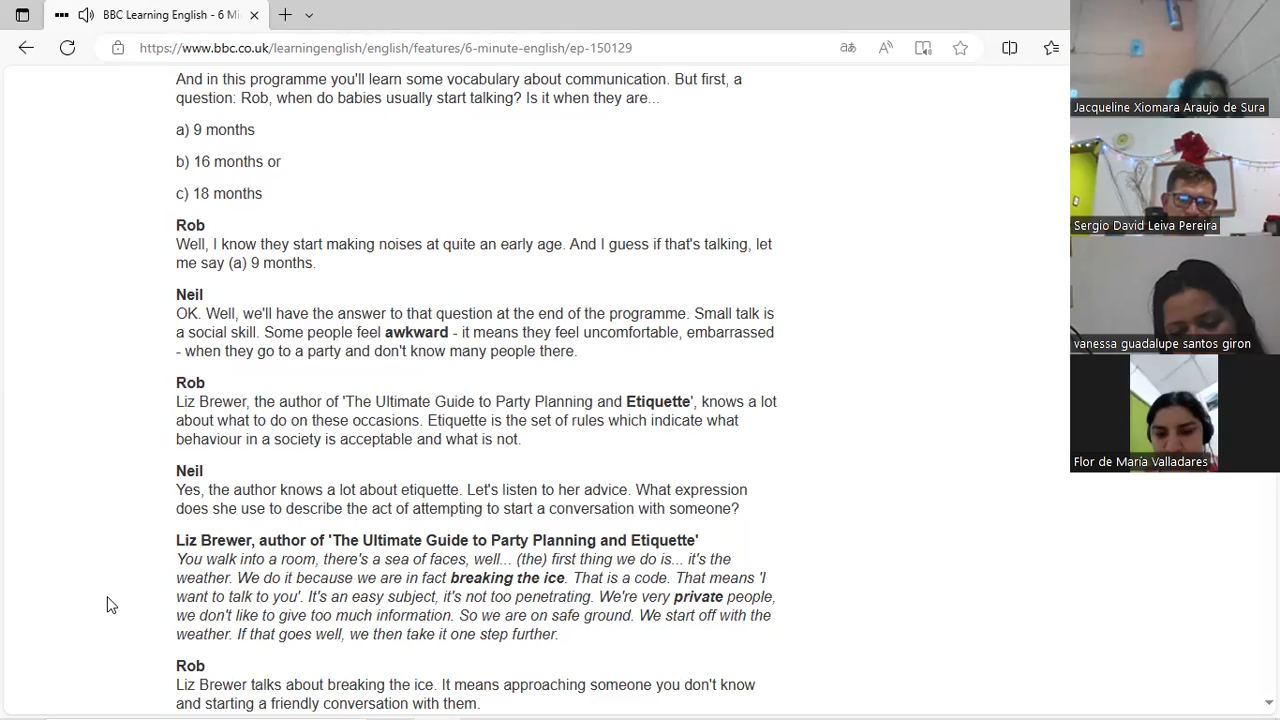 BBC Learning English - 6 Min
https://www.bbc.co.uk/learningenglish/english/features/6-minute-english/ep-150129
And in this programme you'll learn some vocabulary about communication. But first, a
question: Rob, when do babies usually start talking? Is it when they are...
a) 9 months
b) 16 months or
c) 18 months
Rob
Well, I know they start making noises at quite an early age. And I guess if that's talking, let
me say (a) 9 months.
Neil
OK. Well, we'll have the answer to that question at the end of the programme. Small talk is
a social skill. Some people feel awkward - it means they feel uncomfortable, embarrassed
- when they go to a party and don't know many people there.
Rob
Liz Brewer, the author of 'The Ultimate Guide to Party Planning and Etiquette', knows a lot
about what to do on these occasions. Etiquette is the set of rules which indicate what
behaviour in a society is acceptable and what is not.
Neil
Yes, the author knows a lot about etiquette. Let's listen to her advice. What expression
does she use to describe the act of attempting to start a conversation with someone?
Liz Brewer, author of 'The Ultimate Guide to Party Planning and Etiquette'
You walk into a room, there's a sea of faces, well... (the) first thing we do is... it's the
weather. We do it because we are in fact breaking the ice. That is a code. That means 'I
want to talk to you'. It's an easy subject, it's not too penetrating. We're very private people,
we don't like to give too much information. So we are on safe ground. We start off with the
weather. If that goes well, we then take it one step further.
Rob
Liz Brewer talks about breaking the ice. It means approaching someone you don't know
and starting a friendly conversation with them.
Jacqueline Xiomara Araujo de Sura
Sergio David Leiva Pereira
vanessa guadalupe santos giron
Flor de María Valladares